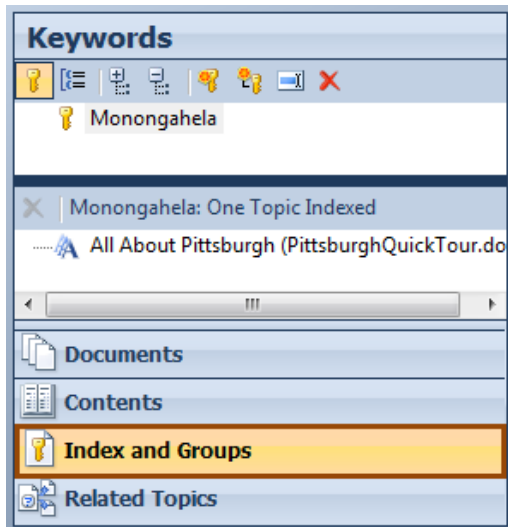 Keywords
Monongahela
Monongahela: One Topic Indexed
All About Pittsburgh (PittsburghQuickTour.do
Documents
Contents
Index and Groups
Related Topics